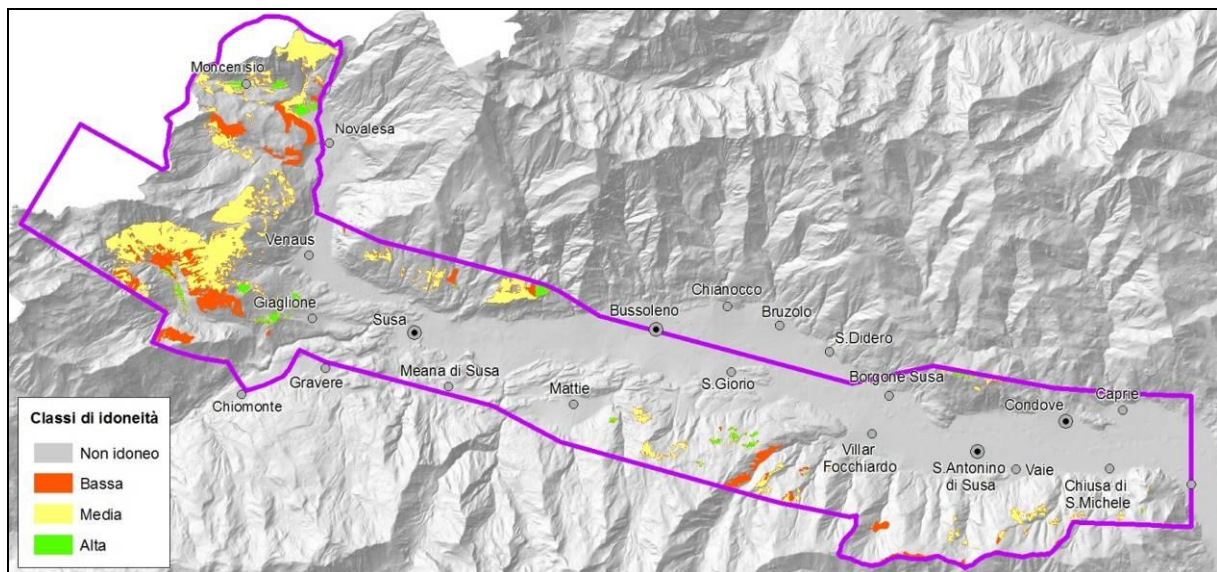 Moncenisio
Novalesa
Venaus
Giaglione
Susa
Bussoleno
Chianocco
Bruzolo
S.Didero
Gravere
Meana di Susa
Mattie
S.Giorio
Borgone Susa
Condove
Caprie
Chiomonte
Villar
Focchiardo
S.Antonino
di Susa
Vaie
Chiusa di
S.Michele
Classi di idoneità
Non idoneo
Bassa
Media
Alta